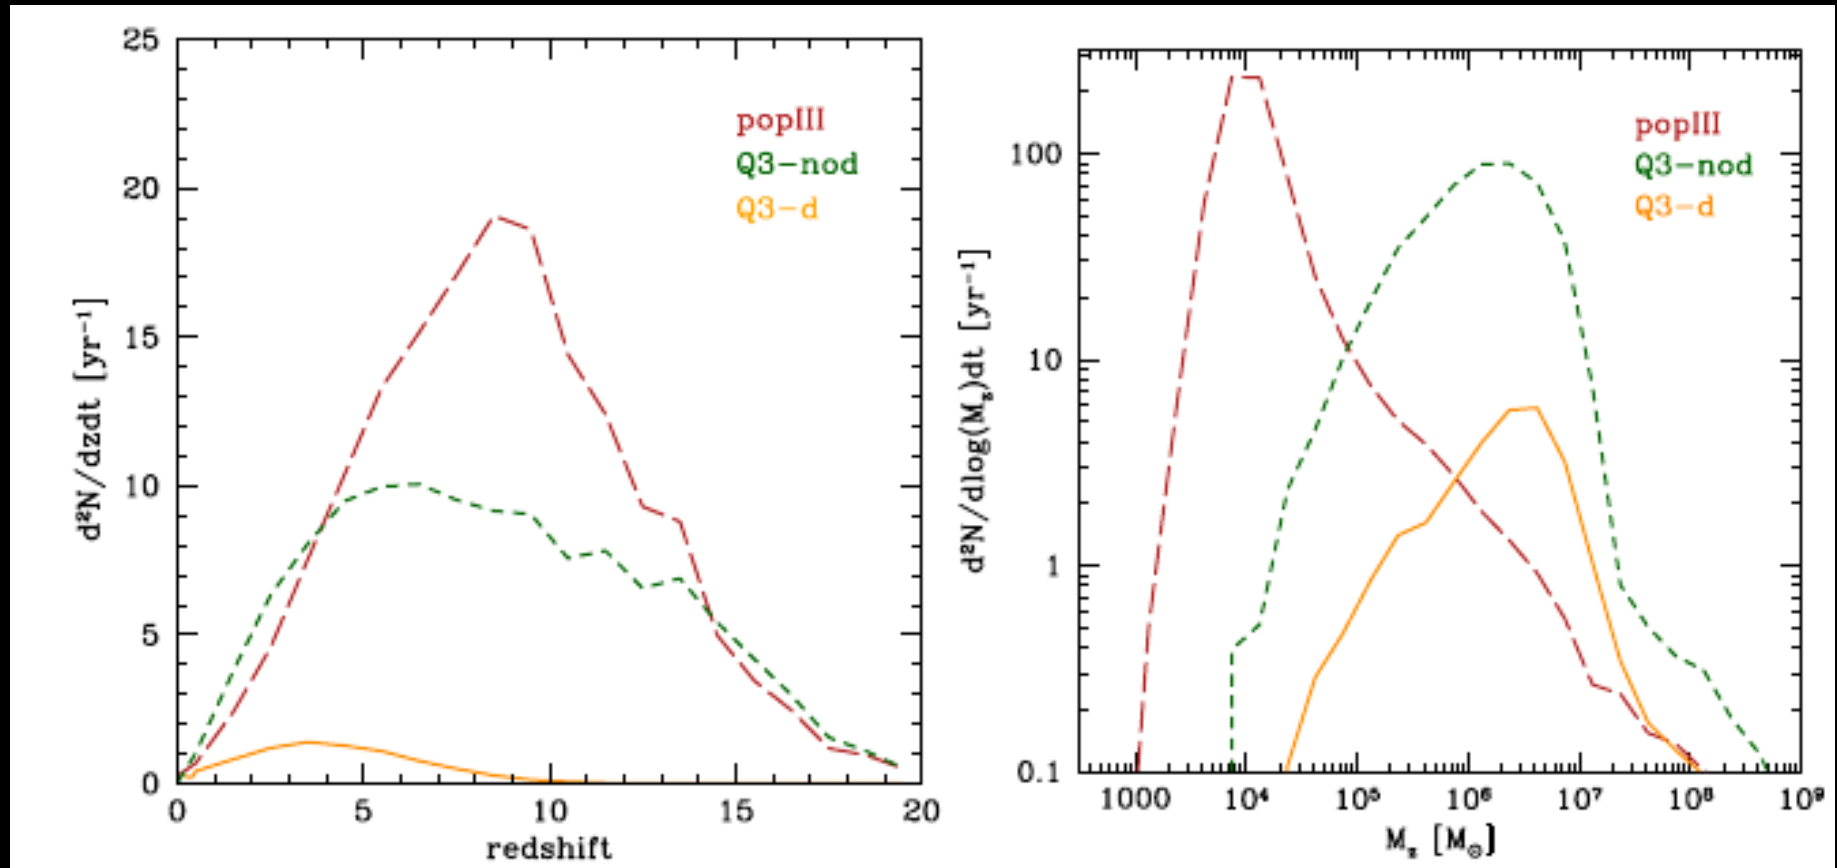 25
20
15
10
5
0
d²N/dzdt [yr⁻¹]
popIII
Q3-nod
Q3-d
0 5 10 15 20
redshift
100
10
1
0.1
d²N/dlog(M_z)dt [yr⁻¹]
popIII
Q3-nod
Q3-d
1000 10⁴ 10⁵ 10⁶ 10⁷ 10⁸ 10⁹
M_z [M_⊙]